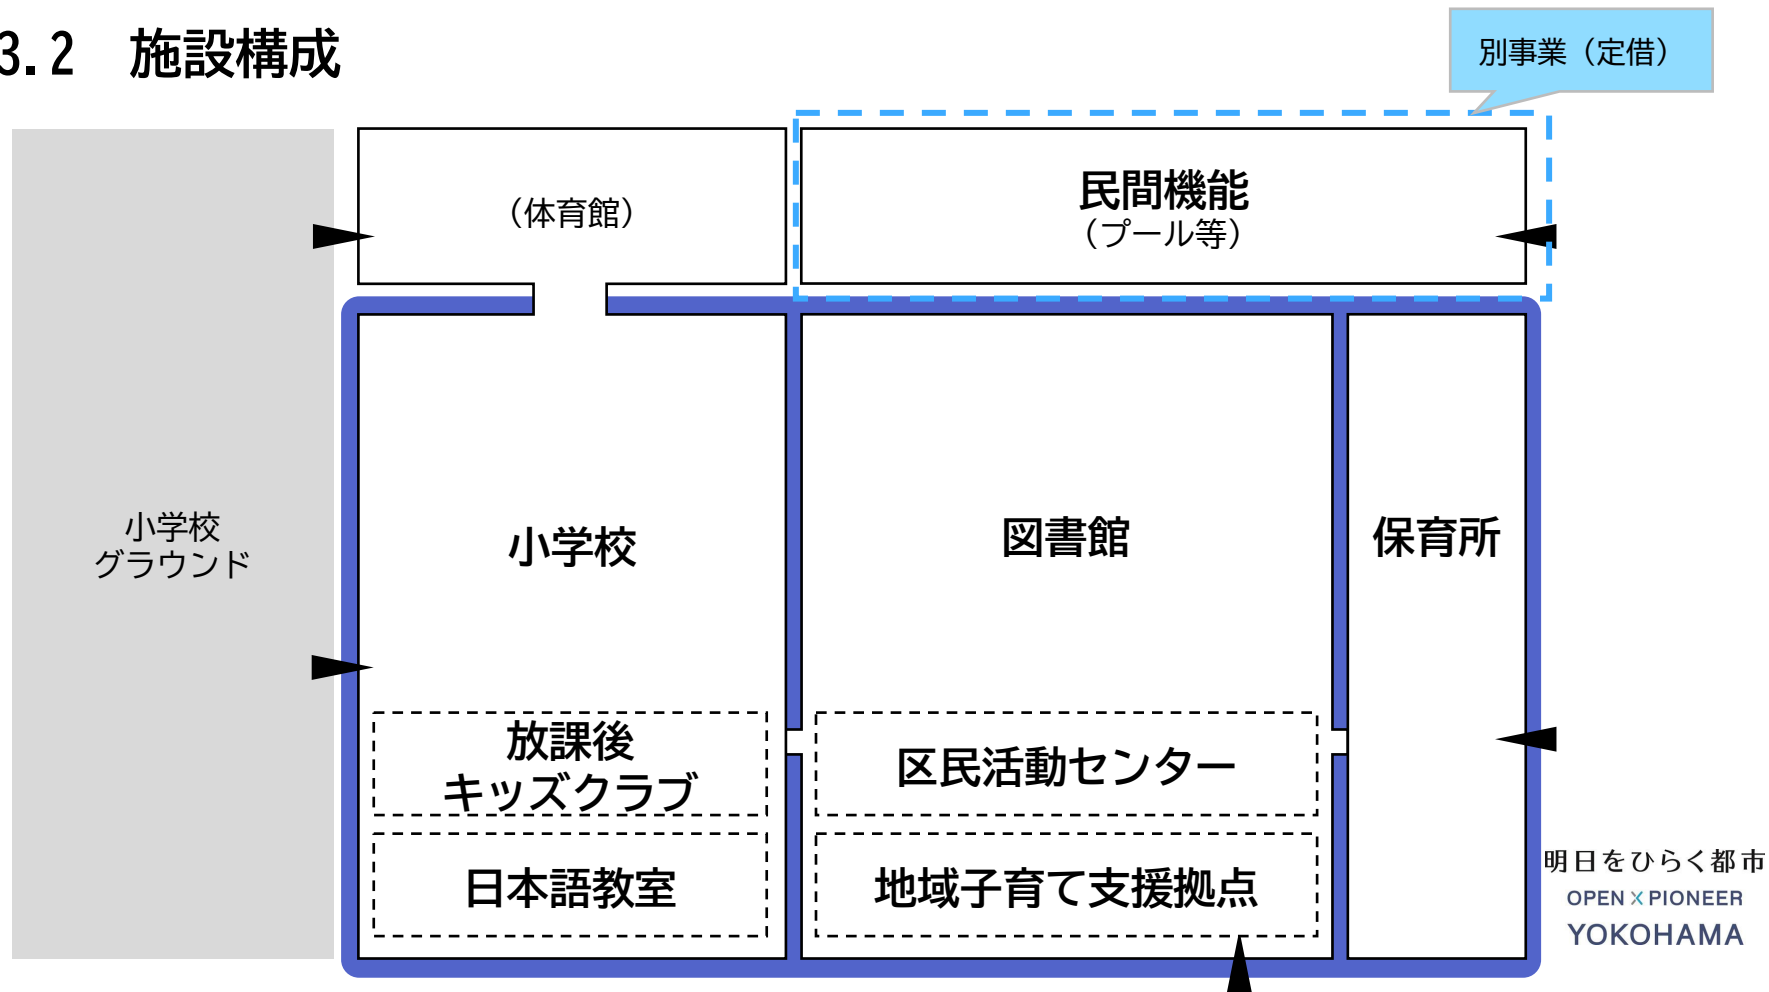 3.2　施設構成
別事業（定借）
（体育館）
民間機能
（プール等）
小学校
グラウンド
小学校
図書館
保育所
放課後
キッズクラブ
区民活動センター
日本語教室
地域子育て支援拠点
明日をひらく都市
OPEN X PIONEER
YOKOHAMA